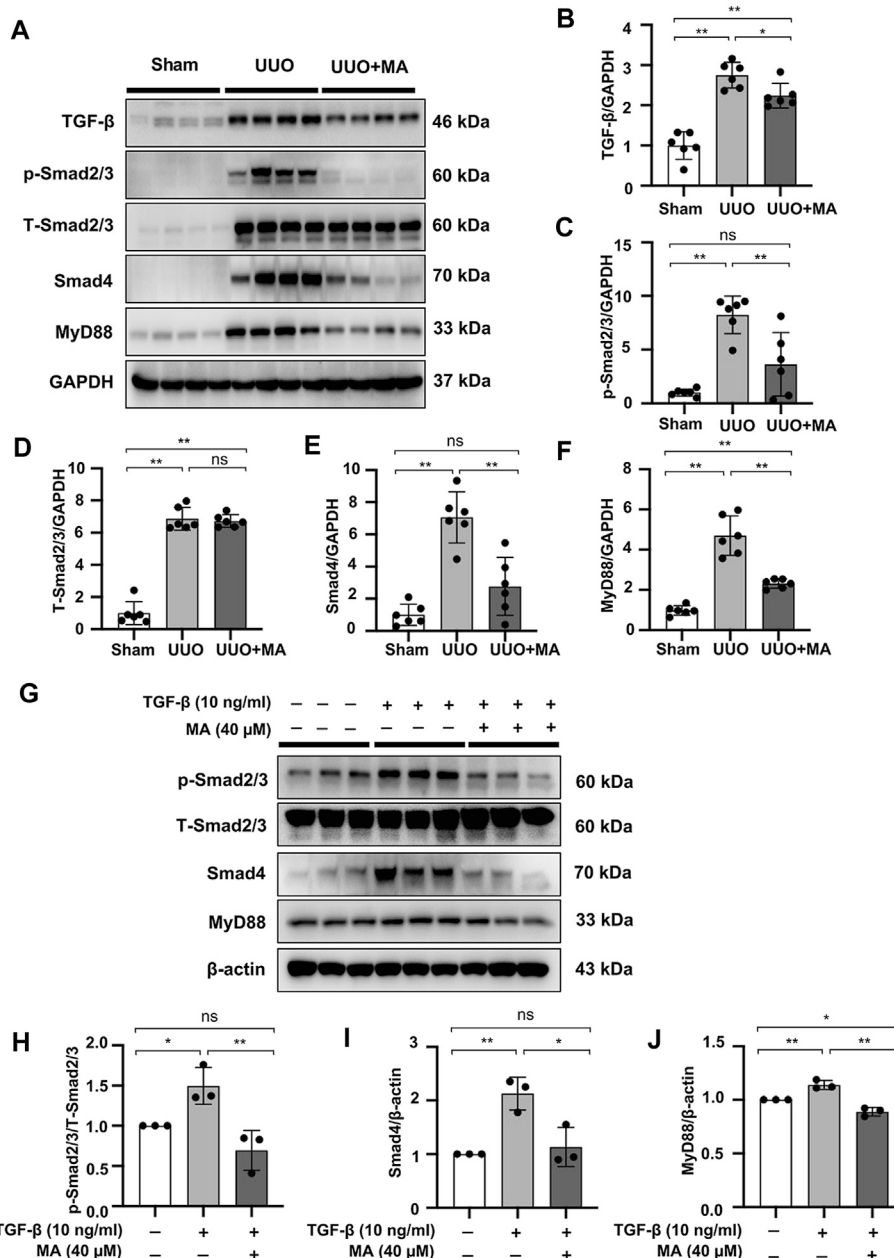 A
Sham UUO UUO+MA
TGF-β 46 kDa
p-Smad2/3 60 kDa
T-Smad2/3 60 kDa
Smad4 70 kDa
MyD88 33 kDa
GAPDH 37 kDa
B
**
** *
TGF-β/GAPDH
4
3
2
1
0
Sham UUO UUO+MA
C
ns
** **
p-Smad2/3/GAPDH
15
10
5
0
Sham UUO UUO+MA
D
**
** ns
T-Smad2/3/GAPDH
10
8
6
4
2
0
Sham UUO UUO+MA
E
ns
** **
Smad4/GAPDH
10
8
6
4
2
0
Sham UUO UUO+MA
F
**
** **
MyD88/GAPDH
8
6
4
2
0
Sham UUO UUO+MA
G
TGF-β (10 ng/ml) − − − + + + + + +
MA (40 μM) − − − − − − + + +
p-Smad2/3 60 kDa
T-Smad2/3 60 kDa
Smad4 70 kDa
MyD88 33 kDa
β-actin 43 kDa
H
ns
* **
p-Smad2/3/T-Smad2/3
2.0
1.5
1.0
0.5
0.0
TGF-β (10 ng/ml) − + +
MA (40 μM) − − +
I
ns
** *
Smad4/β-actin
3
2
1
0
TGF-β (10 ng/ml) − + +
MA (40 μM) − − +
J
*
** **
MyD88/β-actin
1.5
1.0
0.5
0.0
TGF-β (10 ng/ml) − + +
MA (40 μM) − − +